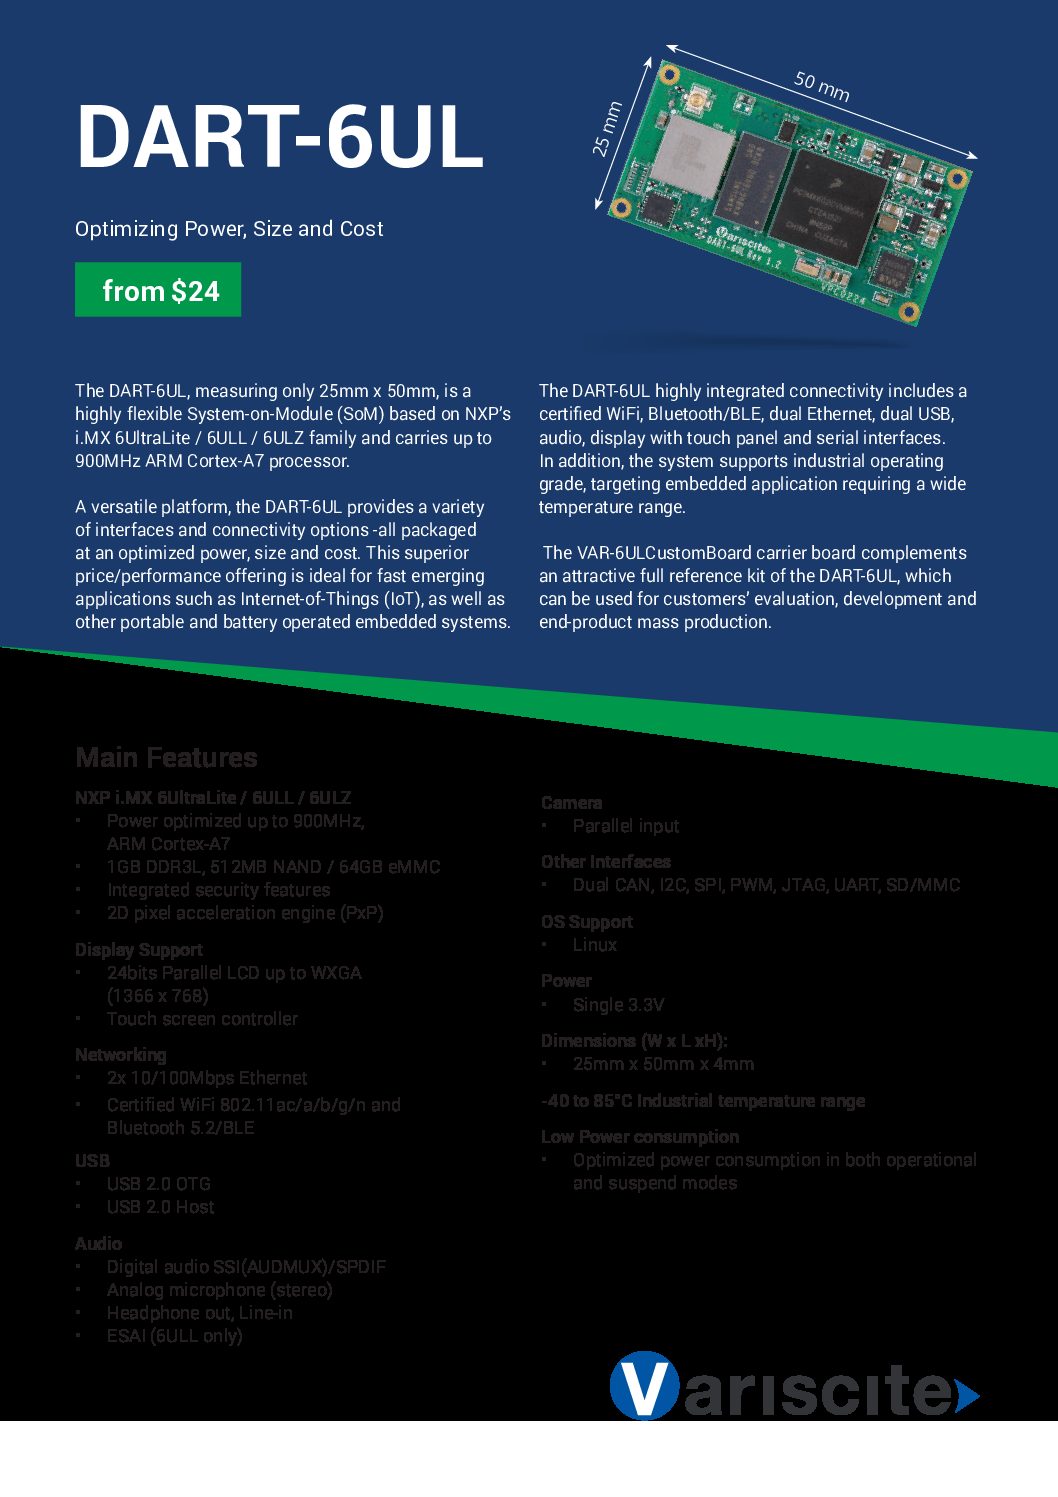 DART-6UL
Optimizing Power, Size and Cost
from $24
25 mm
50 mm
Variscite
DART-6UL Rev 1.2
VPC0224
The DART-6UL, measuring only 25mm x 50mm, is a
highly flexible System-on-Module (SoM) based on NXP's
i.MX 6UltraLite / 6ULL / 6ULZ family and carries up to
900MHz ARM Cortex-A7 processor.
A versatile platform, the DART-6UL provides a variety
of interfaces and connectivity options -all packaged
at an optimized power, size and cost. This superior
price/performance offering is ideal for fast emerging
applications such as Internet-of-Things (IoT), as well as
other portable and battery operated embedded systems.
The DART-6UL highly integrated connectivity includes a
certified WiFi, Bluetooth/BLE, dual Ethernet, dual USB,
audio, display with touch panel and serial interfaces.
In addition, the system supports industrial operating
grade, targeting embedded application requiring a wide
temperature range.
The VAR-6ULCustomBoard carrier board complements
an attractive full reference kit of the DART-6UL, which
can be used for customers' evaluation, development and
end-product mass production.
Main Features
NXP i.MX 6UltraLite / 6ULL / 6ULZ
• Power optimized up to 900MHz,
ARM Cortex-A7
• 1GB DDR3L, 512MB NAND / 64GB eMMC
• Integrated security features
• 2D pixel acceleration engine (PxP)
Display Support
• 24bits Parallel LCD up to WXGA
(1366 x 768)
• Touch screen controller
Networking
• 2x 10/100Mbps Ethernet
• Certified WiFi 802.11ac/a/b/g/n and
Bluetooth 5.2/BLE
USB
• USB 2.0 OTG
• USB 2.0 Host
Audio
• Digital audio SSI(AUDMUX)/SPDIF
• Analog microphone (stereo)
• Headphone out, Line-in
• ESAI (6ULL only)
Camera
• Parallel input
Other Interfaces
• Dual CAN, I2C, SPI, PWM, JTAG, UART, SD/MMC
OS Support
• Linux
Power
• Single 3.3V
Dimensions (W x L xH):
• 25mm x 50mm x 4mm
-40 to 85°C Industrial temperature range
Low Power consumption
• Optimized power consumption in both operational
and suspend modes
Variscite